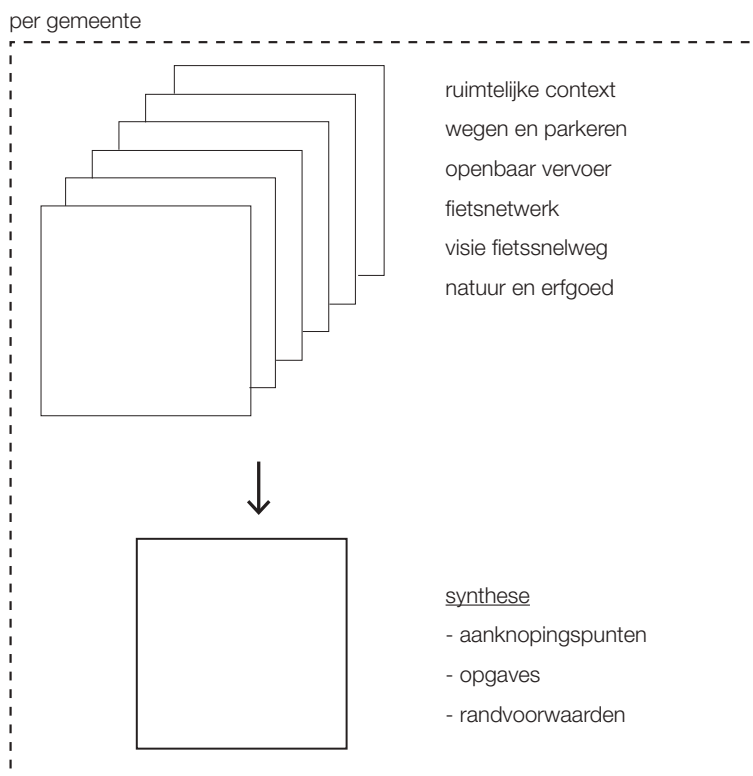 per gemeente
ruimtelijke context
wegen en parkeren
openbaar vervoer
fietsnetwerk
visie fietssnelweg
natuur en erfgoed
synthese
- aanknopingspunten
- opgaves
- randvoorwaarden